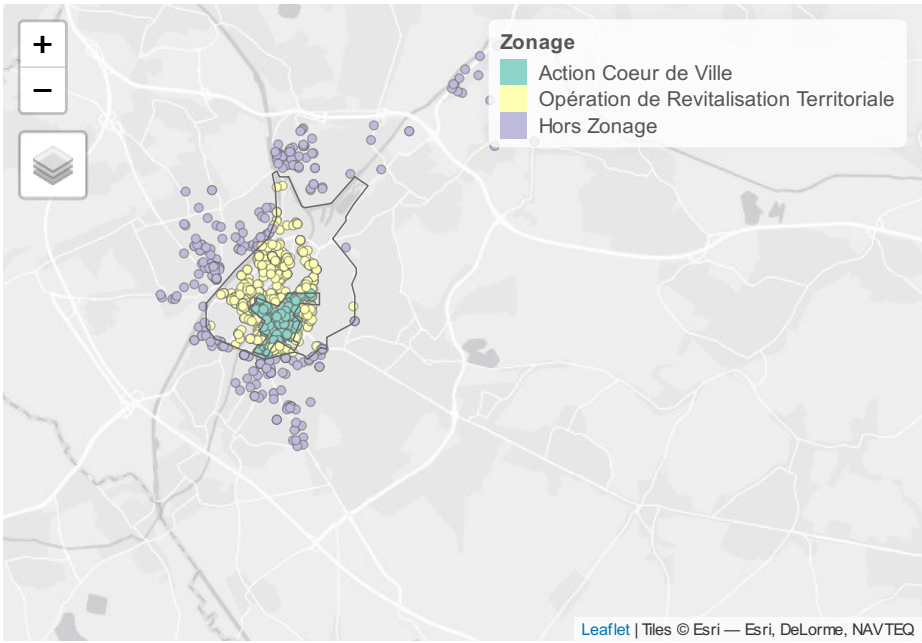 +
−
Zonage
Action Coeur de Ville
Opération de Revitalisation Territoriale
Hors Zonage
Leaflet | Tiles © Esri — Esri, DeLorme, NAVTEQ